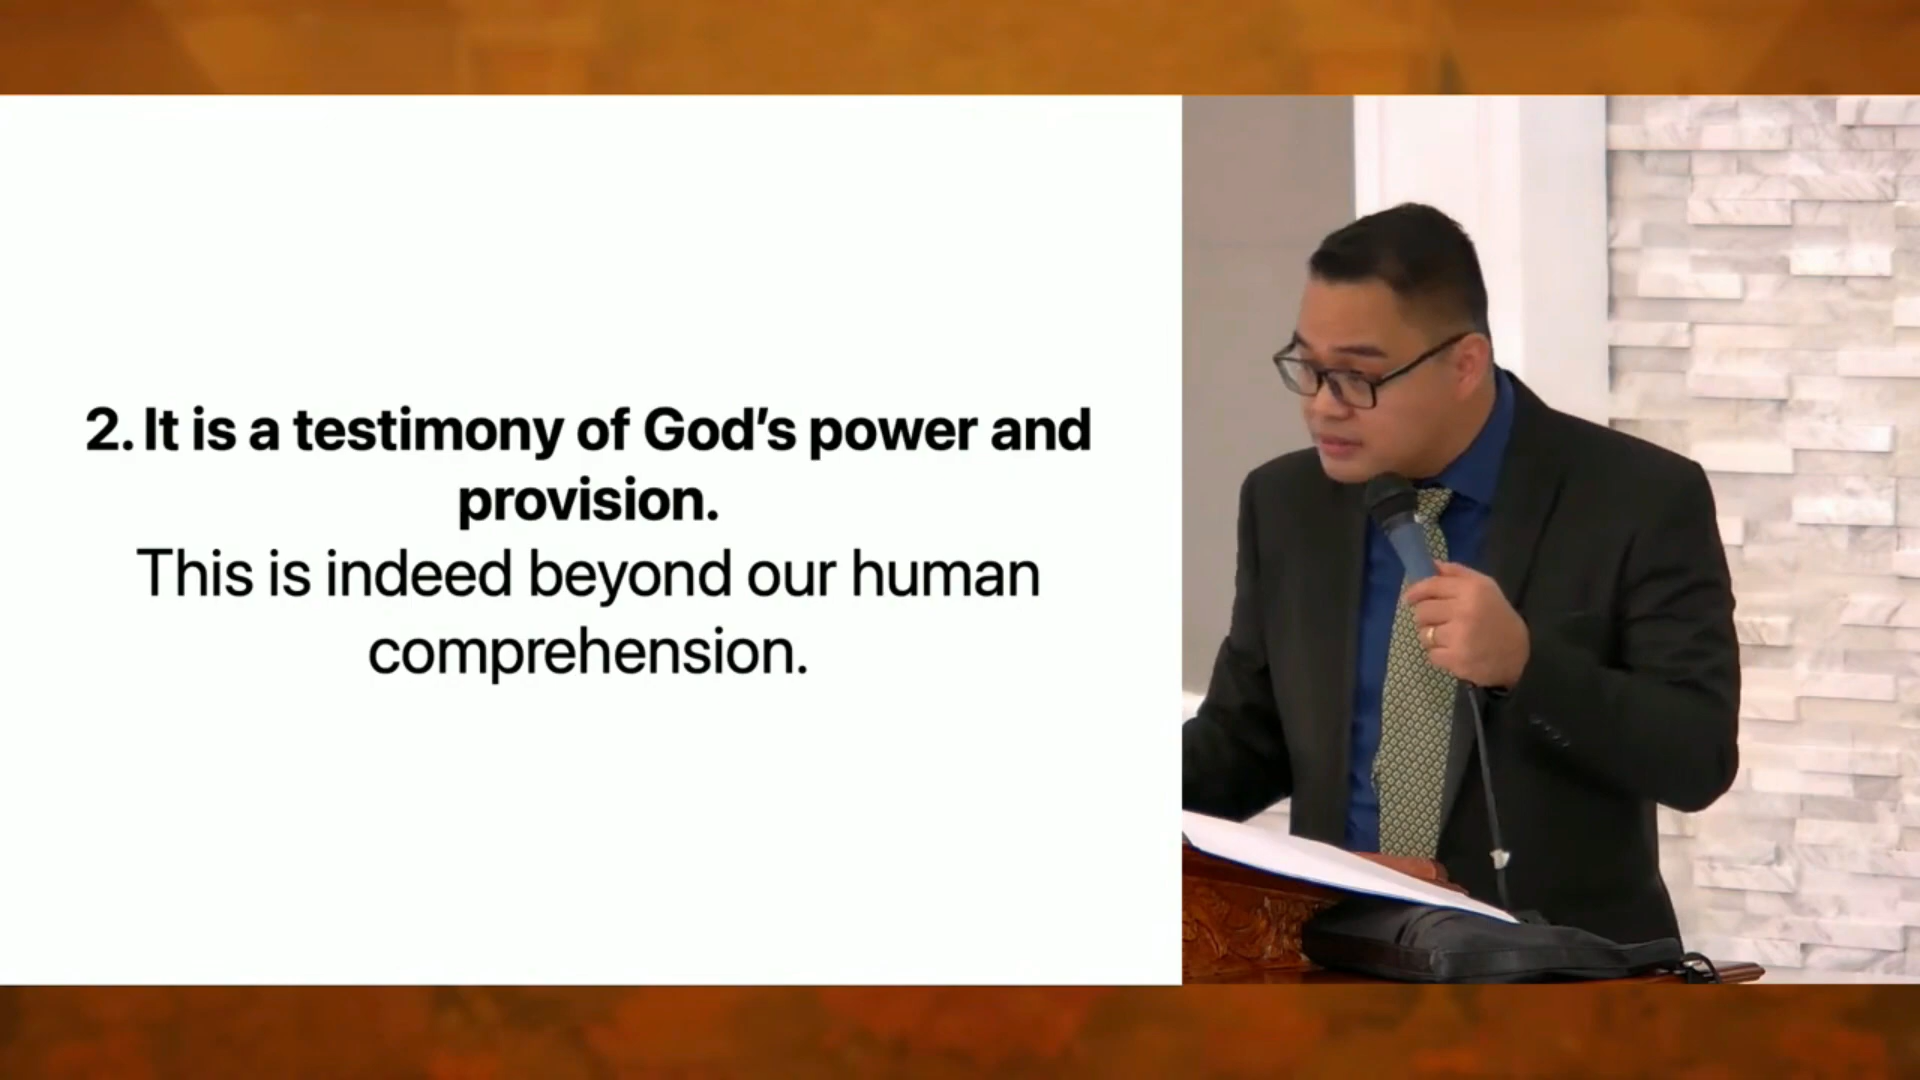 2. It is a testimony of God's power and
provision.
This is indeed beyond our human
comprehension.